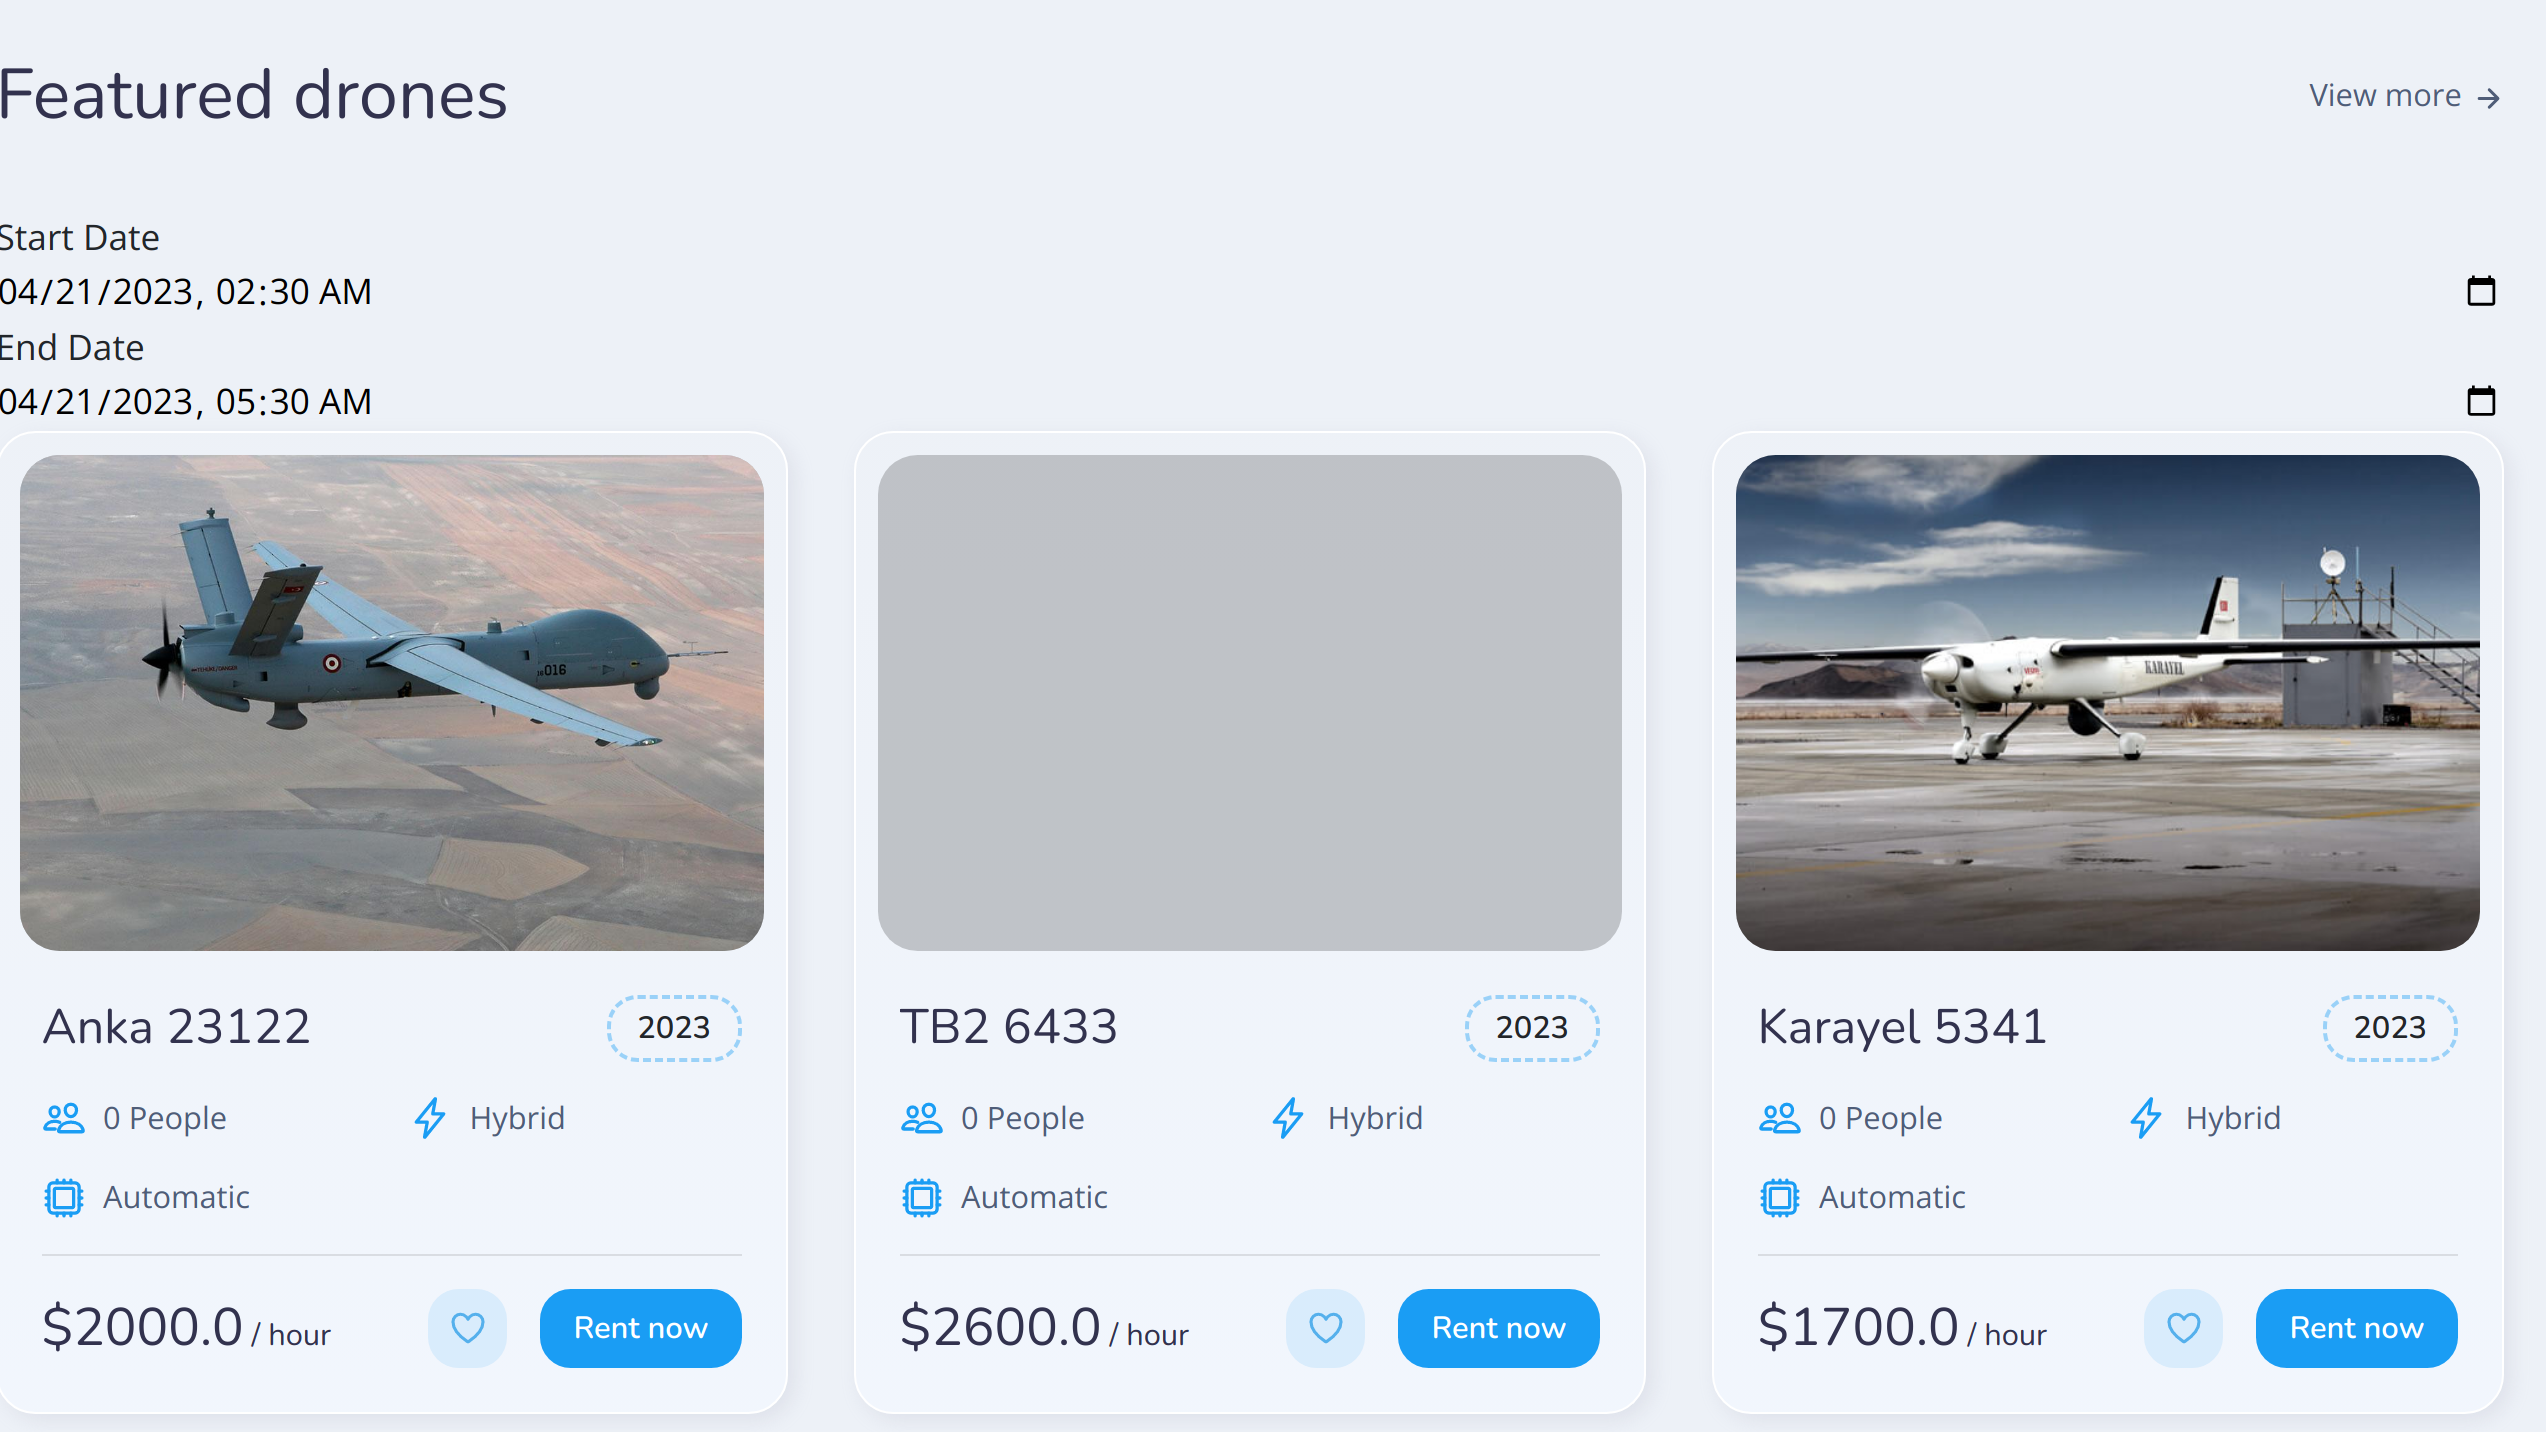 Featured drones
View more
Start Date
04/21/2023, 02:30 AM
End Date
04/21/2023, 05:30 AM
016
KARAYEL
Anka 23122
2023
0 People
Hybrid
Automatic
$2000.0 / hour
Rent now
TB2 6433
2023
0 People
Hybrid
Automatic
$2600.0 / hour
Rent now
Karayel 5341
2023
0 People
Hybrid
Automatic
$1700.0 / hour
Rent now